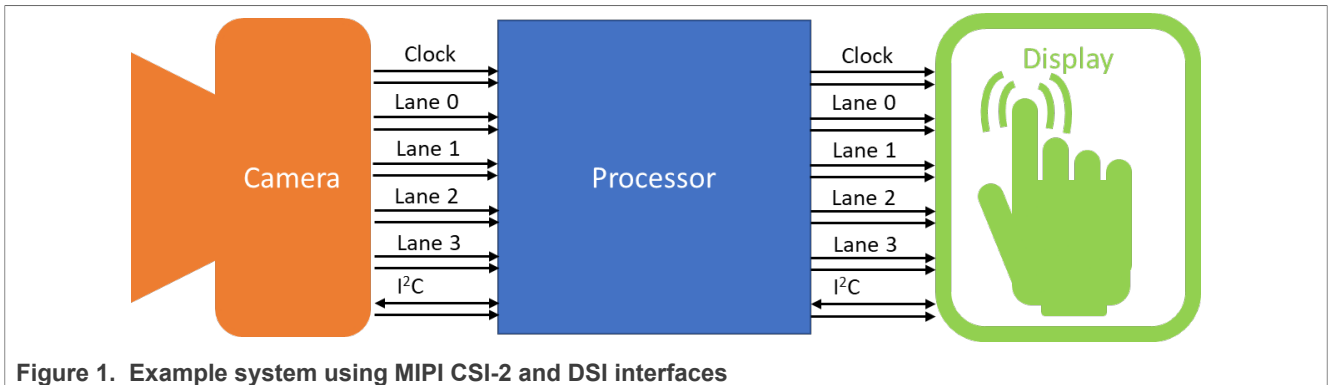 Clock
Clock
Display
Lane 0
Lane 0
Lane 1
Lane 1
Camera
Processor
Lane 2
Lane 2
Lane 3
Lane 3
I²C
I²C
Figure 1. Example system using MIPI CSI-2 and DSI interfaces